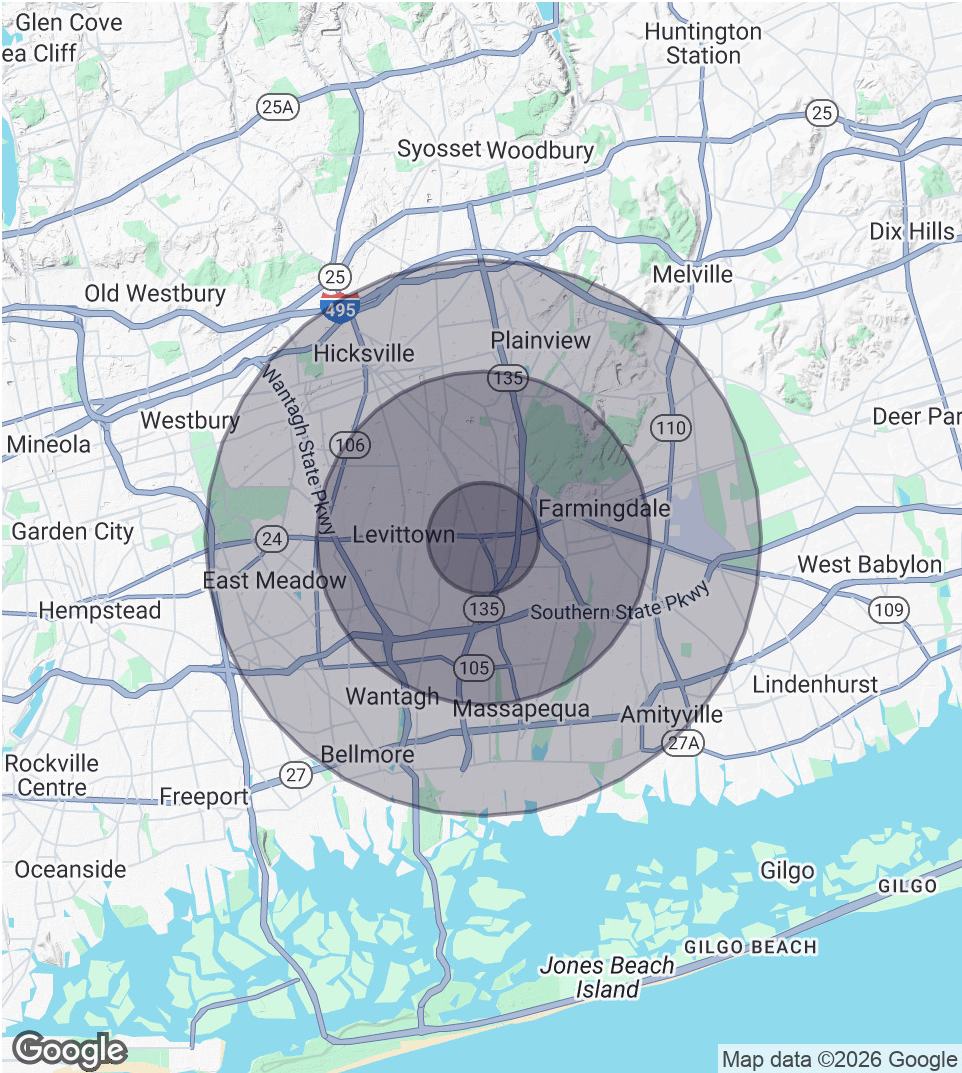 Glen Cove
ea Cliff
Huntington
Station
25A
25
Syosset
Woodbury
Dix Hills
25
Melville
Old Westbury
495
Plainview
Hicksville
135
Wantagh State Pkwy
Westbury
Deer Par
110
106
Mineola
Farmingdale
Garden City
24
Levittown
West Babylon
East Meadow
Hempstead
135
Southern State Pkwy
109
105
Lindenhurst
Wantagh
Massapequa
Amityville
27A
Bellmore
Rockville
Centre
27
Freeport
Oceanside
Gilgo
GILGO
GILGO BEACH
Jones Beach
Island
Google
Map data ©2026 Google